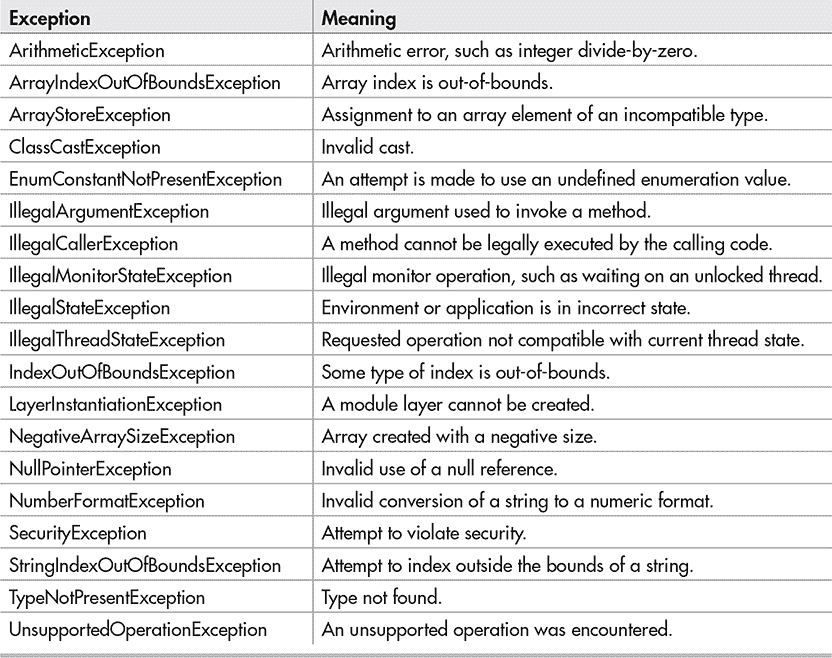 Exception Meaning
ArithmeticException Arithmetic error, such as integer divide-by-zero.
ArrayIndexOutOfBoundsException Array index is out-of-bounds.
ArrayStoreException Assignment to an array element of an incompatible type.
ClassCastException Invalid cast.
EnumConstantNotPresentException An attempt is made to use an undefined enumeration value.
IllegalArgumentException Illegal argument used to invoke a method.
IllegalCallerException A method cannot be legally executed by the calling code.
IllegalMonitorStateException Illegal monitor operation, such as waiting on an unlocked thread.
IllegalStateException Environment or application is in incorrect state.
IllegalThreadStateException Requested operation not compatible with current thread state.
IndexOutOfBoundsException Some type of index is out-of-bounds.
LayerInstantiationException A module layer cannot be created.
NegativeArraySizeException Array created with a negative size.
NullPointerException Invalid use of a null reference.
NumberFormatException Invalid conversion of a string to a numeric format.
SecurityException Attempt to violate security.
StringIndexOutOfBoundsException Attempt to index outside the bounds of a string.
TypeNotPresentException Type not found.
UnsupportedOperationException An unsupported operation was encountered.